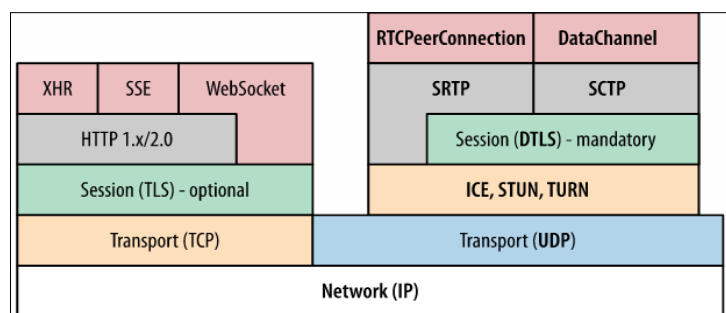 RTCPeerConnection DataChannel
XHR SSE WebSocket SRTP SCTP
HTTP 1.x/2.0 Session (DTLS) - mandatory
Session (TLS) - optional ICE, STUN, TURN
Transport (TCP) Transport (UDP)
Network (IP)